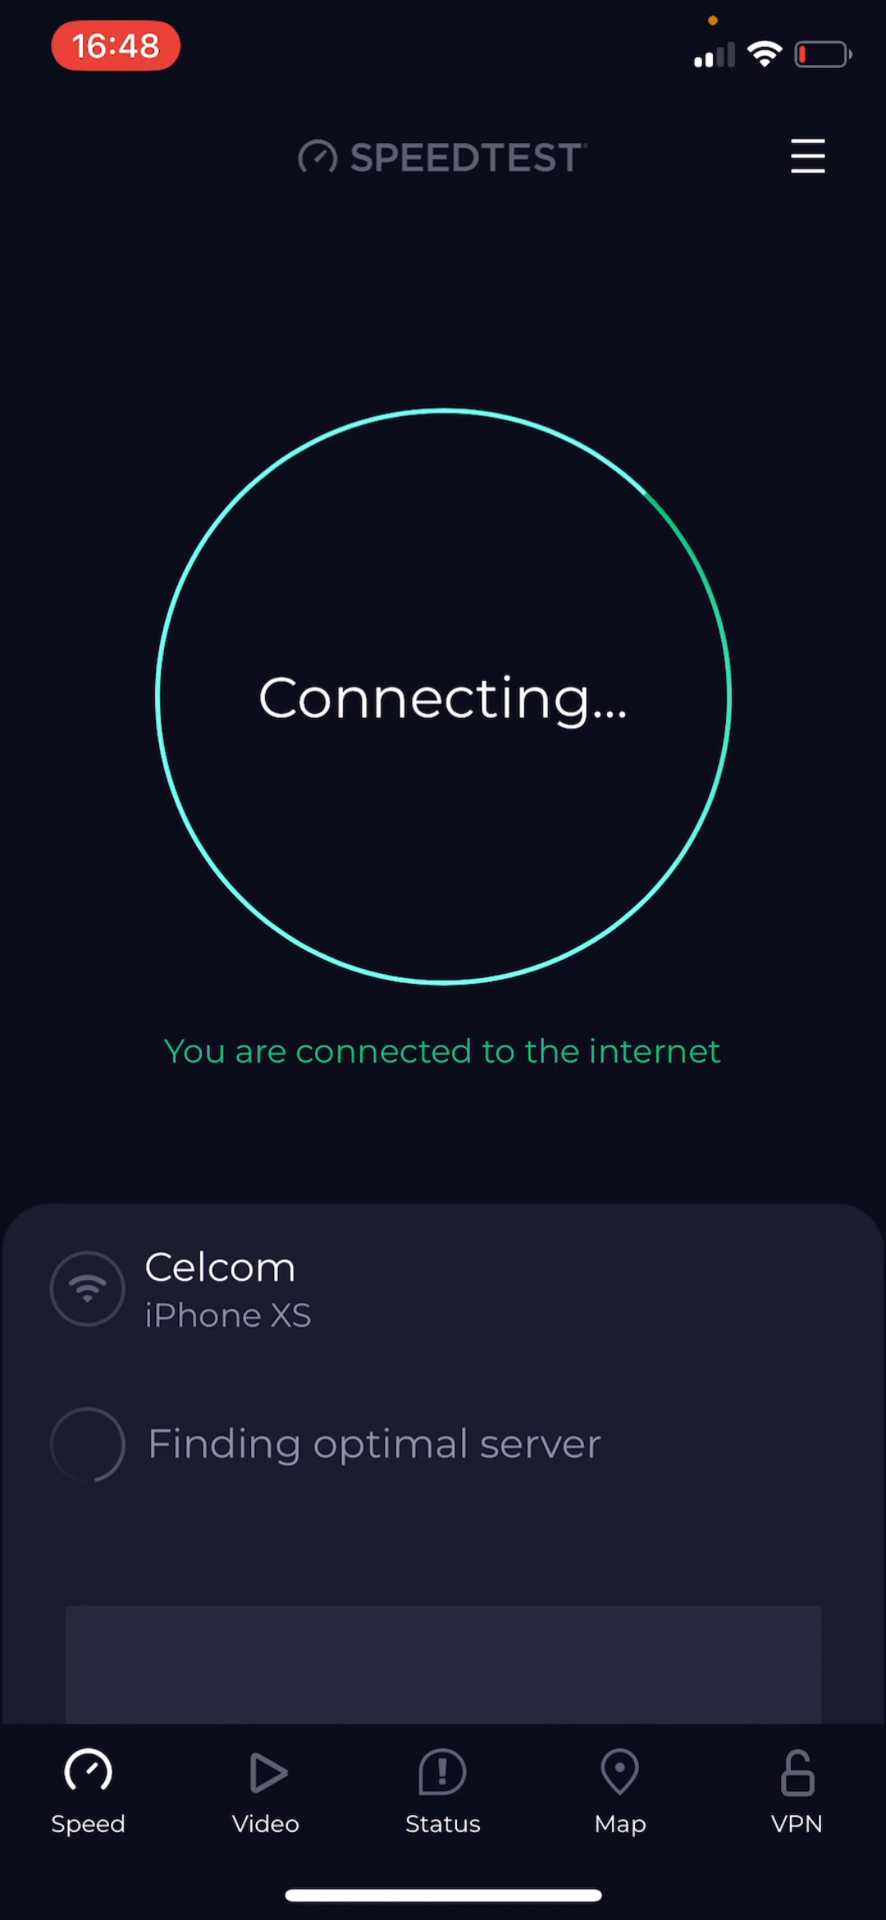 16:48
SPEEDTEST
Connecting...
You are connected to the internet
Celcom
iPhone XS
Finding optimal server
Speed
Video
Status
Map
VPN